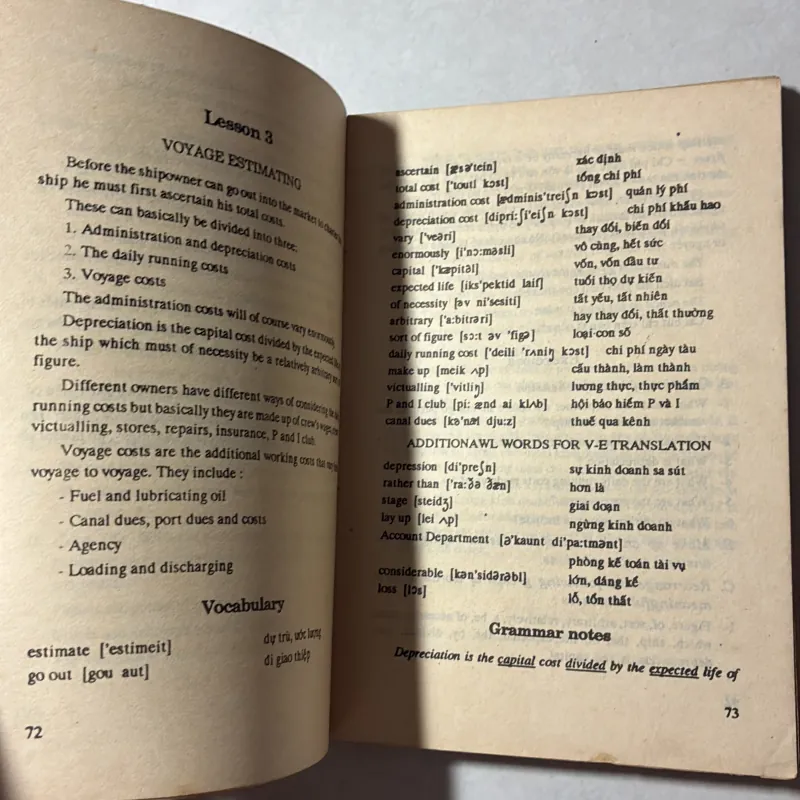 Lesson 3
VOYAGE ESTIMATING
Before the shipowner can go out into the market to charter
ship he must first ascertain his total costs.
These can basically be divided into three:
1. Administration and depreciation costs
2. The daily running costs
3. Voyage costs
The administration costs will of course vary enormously.
Depreciation is the capital cost divided by the expected
the ship which must of necessity be a relatively arbitrary
figure.
Different owners have different ways of considering
running costs but basically they are made up of crew's wages,
victualling, stores, repairs, insurance, P and I club.
Voyage costs are the additional working costs that
voyage to voyage. They include :
- Fuel and lubricating oil
- Canal dues, port dues and costs
- Agency
- Loading and discharging
Vocabulary
estimate ['estimeit] dự trù, ước lượng
go out [gou aut] đi giao thiệp
72
ascertain [æsə'tein] xác định
total cost ['toutl kɔst] tổng chi phí
administration cost [ædminis'treiʃn kɔst] quản lý phí
depreciation cost [dipri:ʃi'eiʃn kɔst] chi phí khấu hao
vary ['veəri] thay đổi, biến đổi
enormously [i'nɔ:məsli] vô cùng, hết sức
capital ['kæpitəl] vốn, vốn đầu tư
expected life [iks'pektid laif] tuổi thọ dự kiến
of necessity [əv ni'sesiti] tất yếu, tất nhiên
arbitrary ['a:bitrəri] hay thay đổi, thất thường
sort of figure [sɔ:t əv 'figə] loại con số
daily running cost ['deili 'rʌniŋ kɔst] chi phí ngày tàu
make up [meik ʌp] cấu thành, làm thành
victualling ['vitliŋ] lương thực, thực phẩm
P and I club [pi: ænd ai klʌb] hội bảo hiểm P và I
canal dues [kə'næl dju:z] thuế qua kênh
ADDITIONAWL WORDS FOR V-E TRANSLATION
depression [di'preʃn] sự kinh doanh sa sút
rather than ['ra:ðə ðæn] hơn là
stage [steidʒ] giai đoạn
lay up [lei ʌp] ngừng kinh doanh
Account Department [ə'kaunt di'pa:tmənt]
phòng kế toán tài vụ
considerable [kən'sidərəbl] lớn, đáng kể
loss [lɔs] lỗ, tổn thất
Grammar notes
Depreciation is the capital cost divided by the expected life of
73